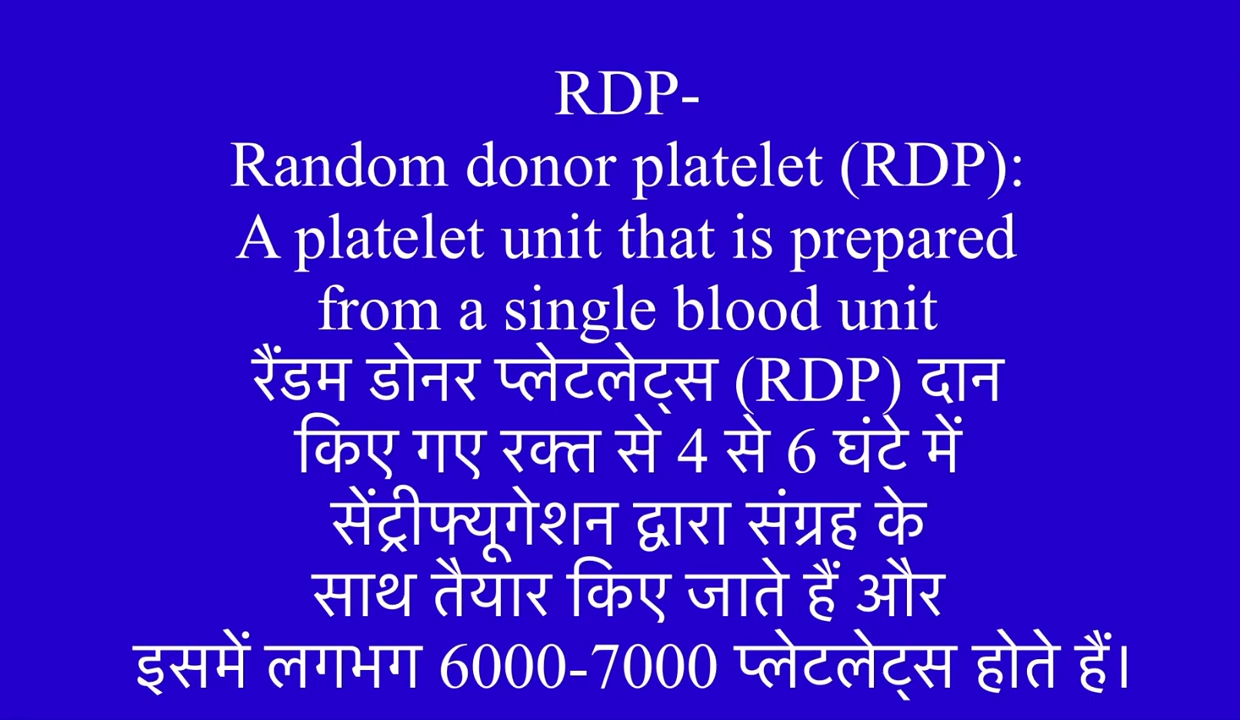 RDP-
Random donor platelet (RDP):
A platelet unit that is prepared
from a single blood unit
रैंडम डोनर प्लेटलेट्स (RDP) दान
किए गए रक्त से 4 से 6 घंटे में
सेंट्रीफ्यूगेशन द्वारा संग्रह के
साथ तैयार किए जाते हैं और
इसमें लगभग 6000-7000 प्लेटलेट्स होते हैं।